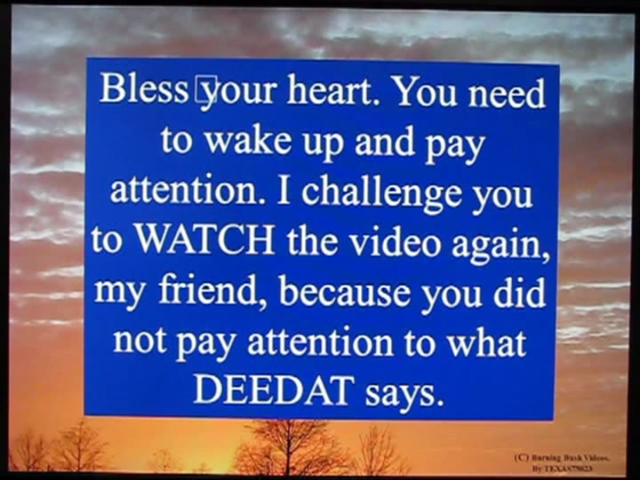 Bless your heart. You need
to wake up and pay
attention. I challenge you
to WATCH the video again,
my friend, because you did
not pay attention to what
DEEDAT says.
(C) Burning Bush Videos.
By